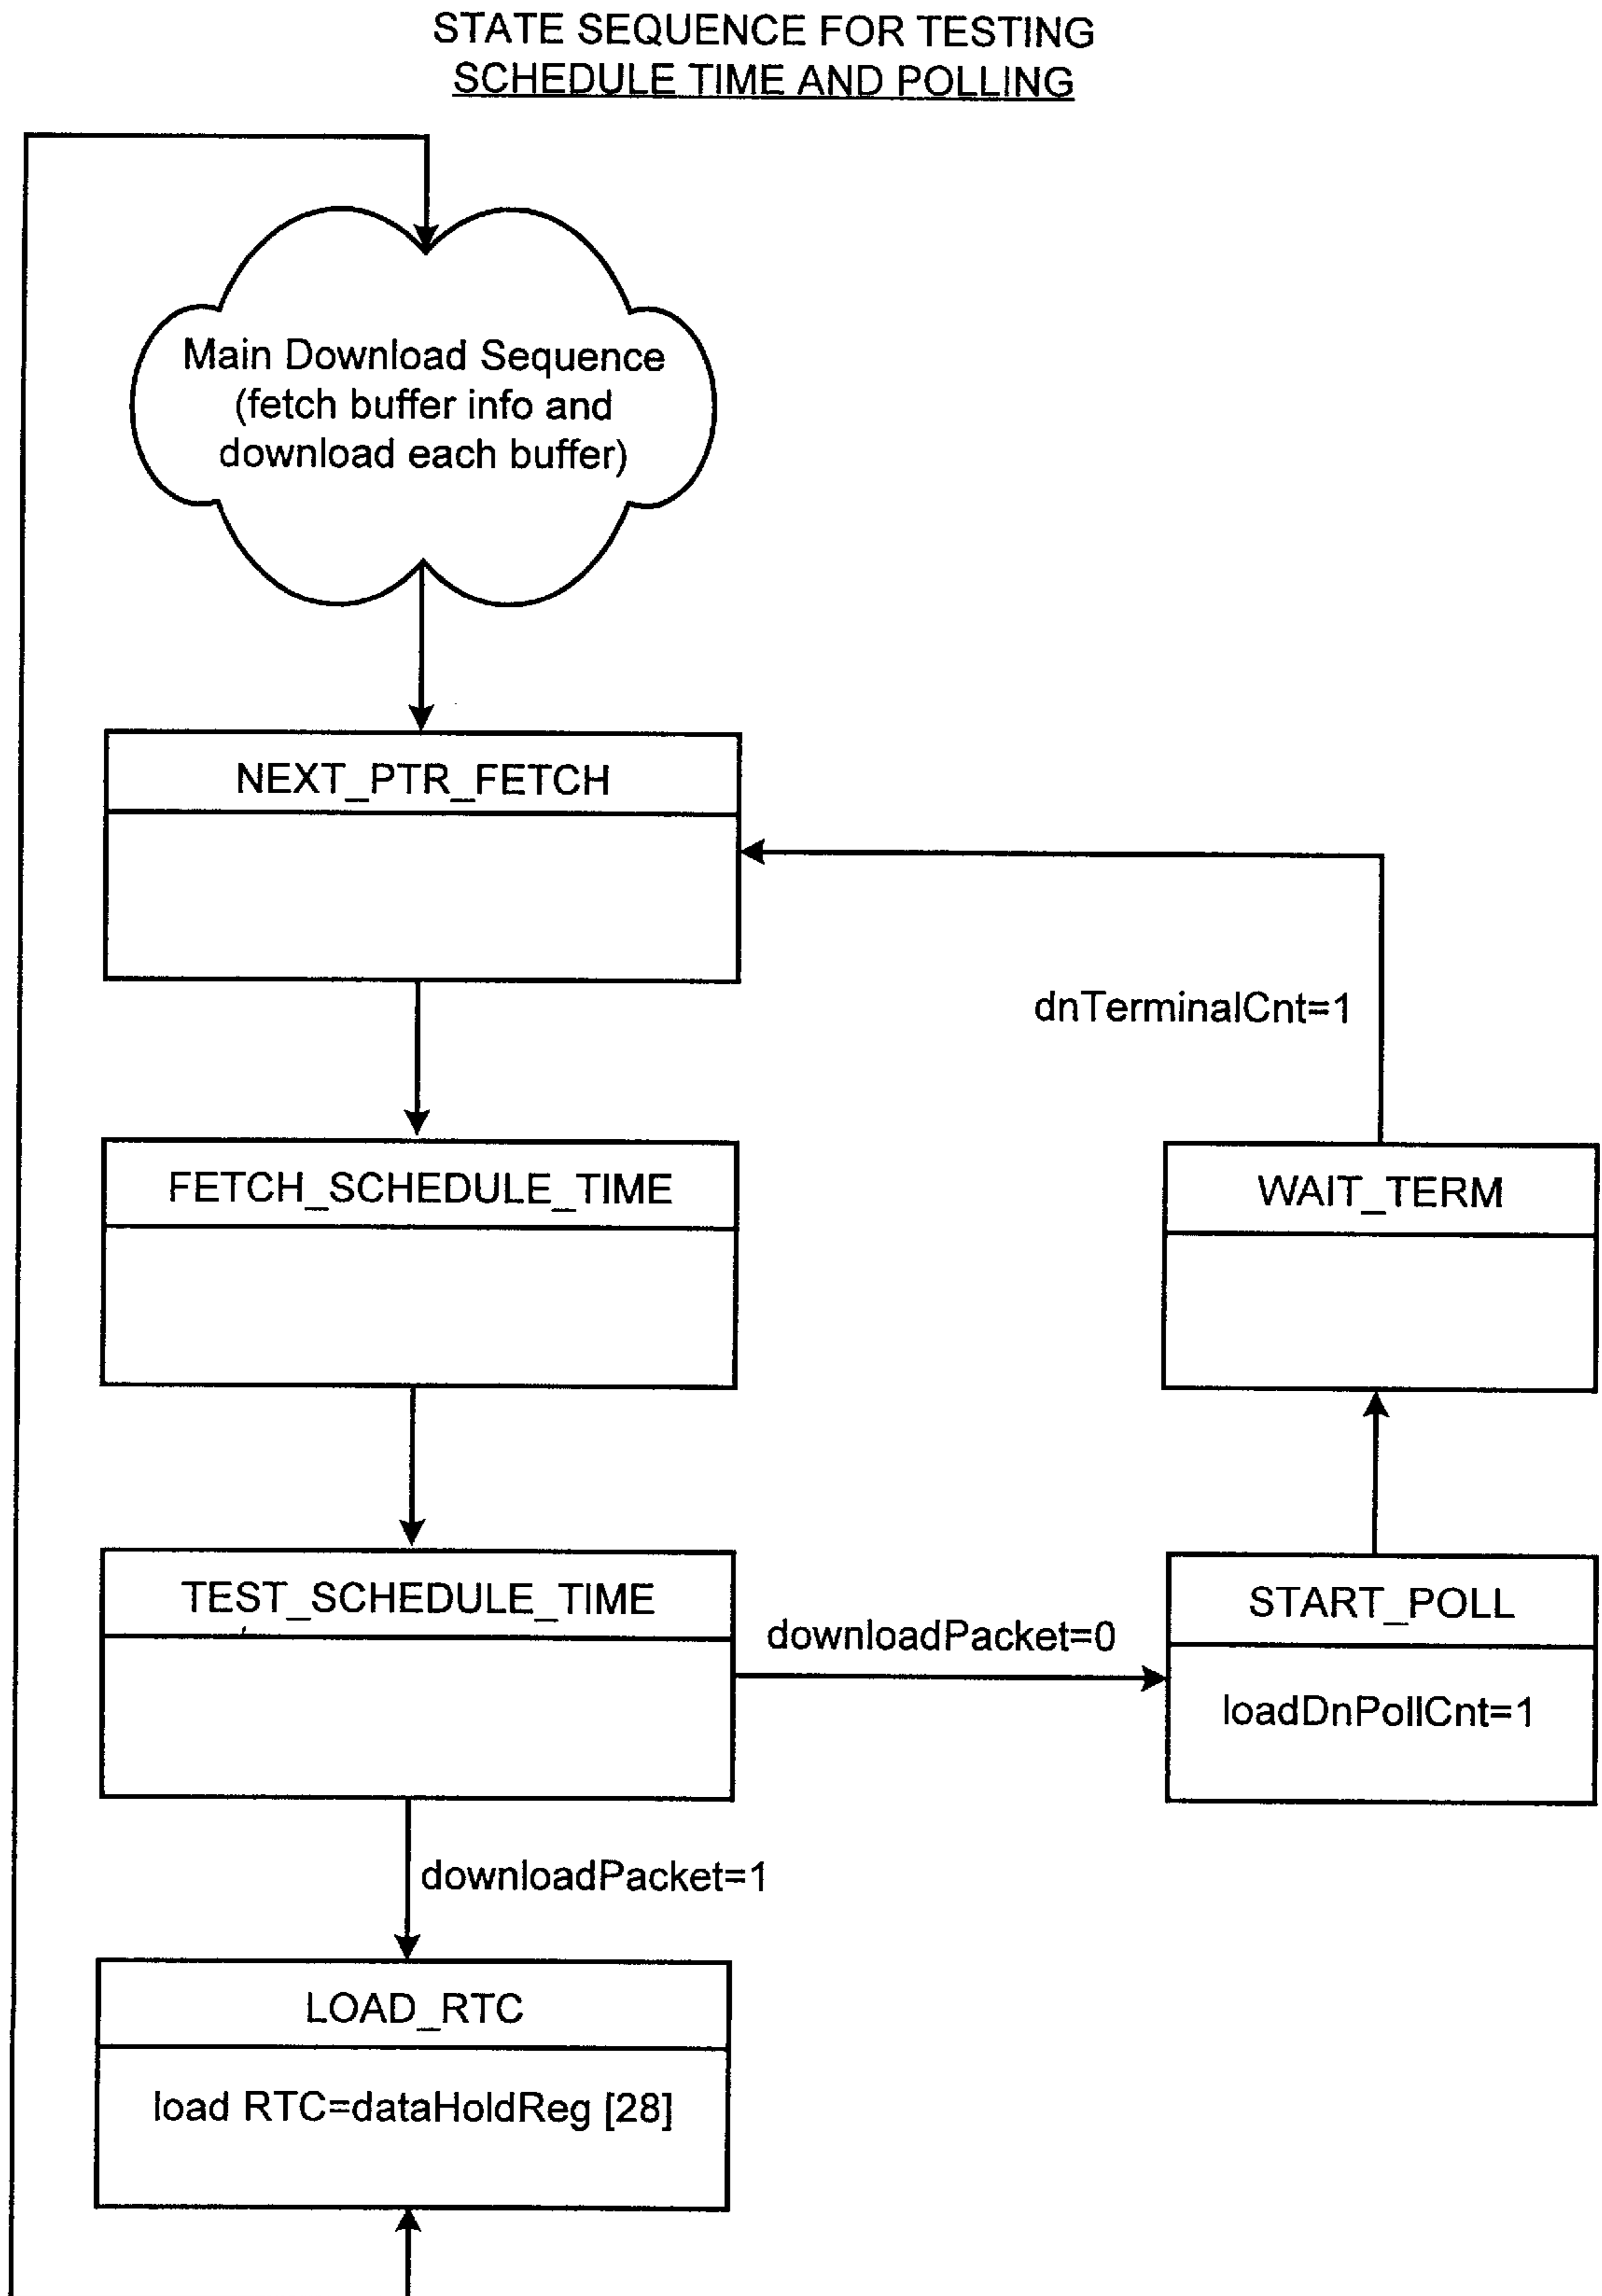 STATE SEQUENCE FOR TESTING
SCHEDULE TIME AND POLLING
Main Download Sequence
(fetch buffer info and
download each buffer)
NEXT_PTR_FETCH
dnTerminalCnt=1
FETCH_SCHEDULE_TIME
WAIT_TERM
TEST_SCHEDULE_TIME
downloadPacket=0
START_POLL
loadDnPollCnt=1
downloadPacket=1
LOAD_RTC
load RTC=dataHoldReg [28]